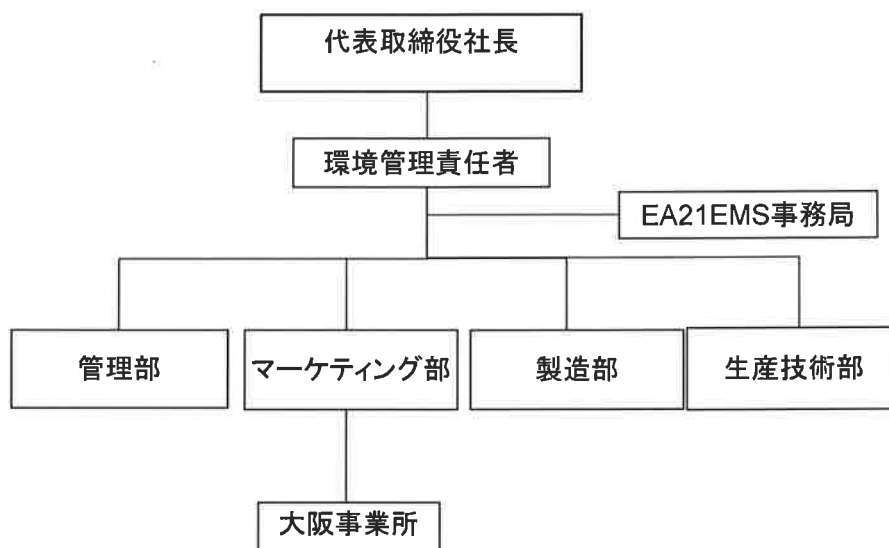 代表取締役社長
環境管理責任者
EA21EMS事務局
管理部
マーケティング部
製造部
生産技術部
大阪事業所